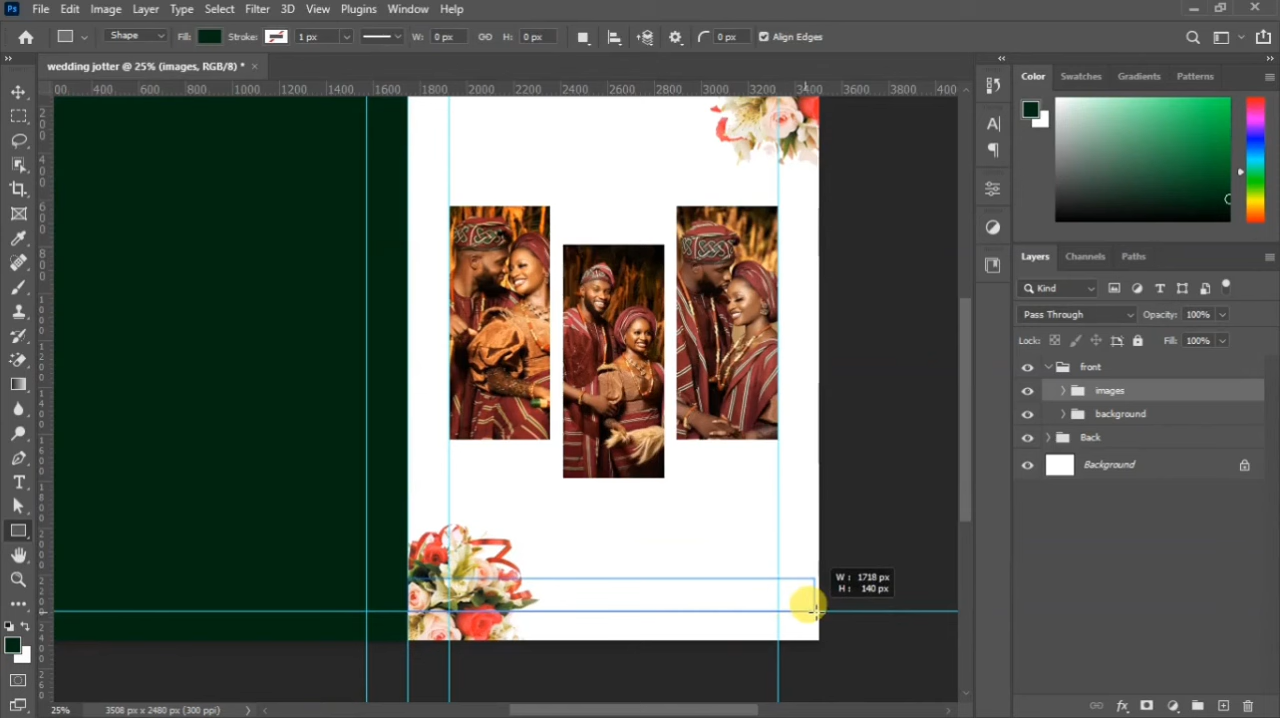 Ps File Edit Image Layer Type Select Filter 3D View Plugins Window Help
Shape Fill: Stroke: 1 px W: 0 px H: 0 px 0 px Align Edges
wedding jotter @ 25% (images, RGB/8) * ×
00 400 600 800 1000 1200 1400 1600 1800 2000 2200 2400 2600 2800 3000 3200 3400 3600 3800 400
Color Swatches Gradients Patterns
Layers Channels Paths
Kind
Pass Through Opacity: 100%
Lock: Fill: 100%
front
images
background
Back
Background
W : 1718 px
H : 140 px
25% 3508 px x 2480 px (300 ppi)